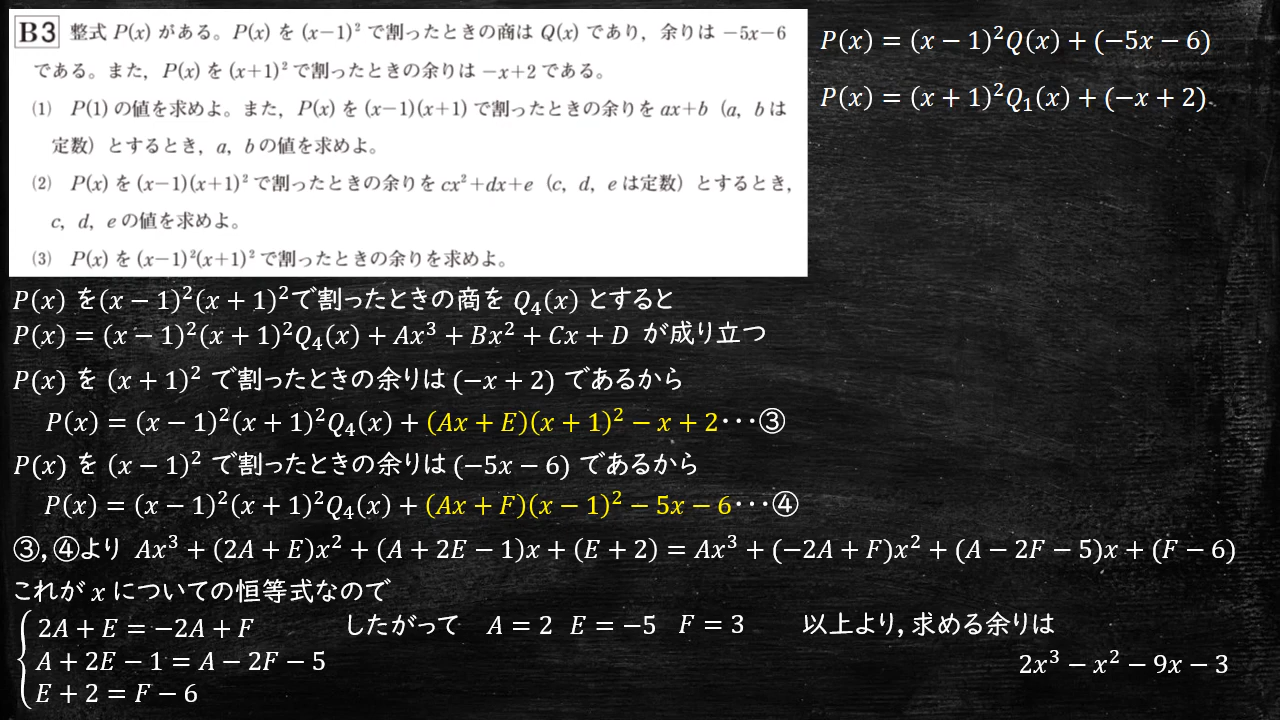 B3 整式 P(x) がある。P(x) を (x−1)² で割ったときの商は Q(x) であり，余りは −5x−6
である。また，P(x) を (x+1)² で割ったときの余りは −x+2 である。
(1) P(1) の値を求めよ。また，P(x) を (x−1)(x+1) で割ったときの余りを ax+b（a，b は
定数）とするとき，a，b の値を求めよ。
(2) P(x) を (x−1)(x+1)² で割ったときの余りを cx²+dx+e（c，d，e は定数）とするとき，
c，d，e の値を求めよ。
(3) P(x) を (x−1)²(x+1)² で割ったときの余りを求めよ。
P(x) = (x − 1)²Q(x) + (−5x − 6)
P(x) = (x + 1)²Q₁(x) + (−x + 2)
P(x) を(x − 1)²(x + 1)²で割ったときの商を Q₄(x) とすると
P(x) = (x − 1)²(x + 1)²Q₄(x) + Ax³ + Bx² + Cx + D が成り立つ
P(x) を (x + 1)² で割ったときの余りは (−x + 2) であるから
P(x) = (x − 1)²(x + 1)²Q₄(x) + (Ax + E)(x + 1)² − x + 2･･･③
P(x) を (x − 1)² で割ったときの余りは (−5x − 6) であるから
P(x) = (x − 1)²(x + 1)²Q₄(x) + (Ax + F)(x − 1)² − 5x − 6･･･④
③, ④より Ax³ + (2A + E)x² + (A + 2E − 1)x + (E + 2) = Ax³ + (−2A + F)x² + (A − 2F − 5)x + (F − 6)
これが x についての恒等式なので
2A + E = −2A + F
A + 2E − 1 = A − 2F − 5
E + 2 = F − 6
したがって A = 2 E = −5 F = 3
以上より, 求める余りは
2x³ − x² − 9x − 3